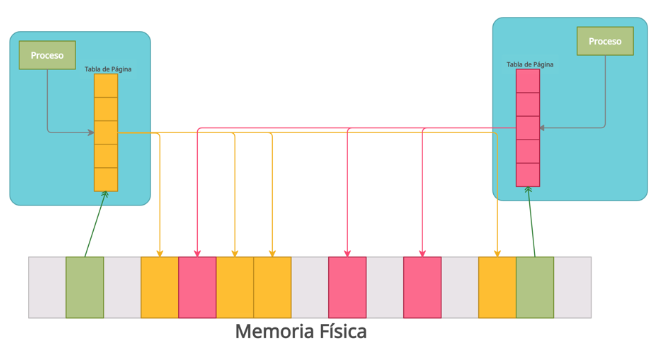 Proceso
Tabla de Página
Proceso
Tabla de Página
Memoria Física